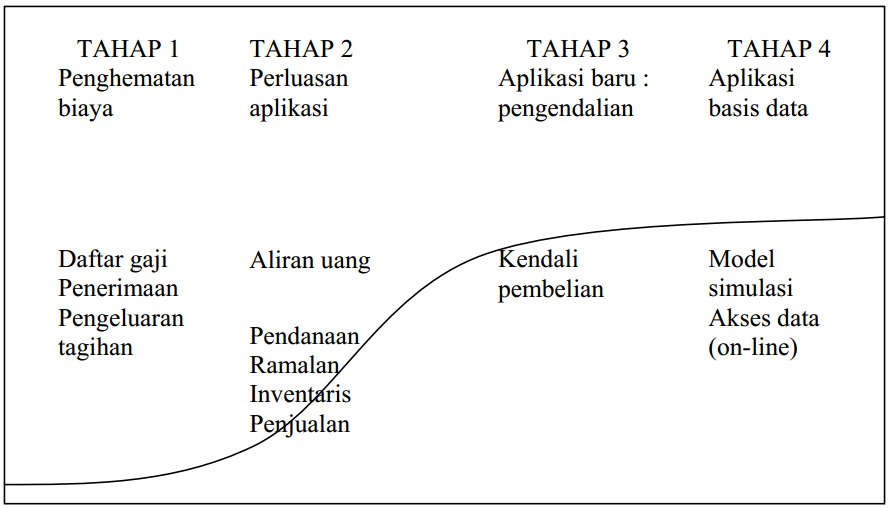 TAHAP 1
Penghematan
biaya
TAHAP 2
Perluasan
aplikasi
TAHAP 3
Aplikasi baru :
pengendalian
TAHAP 4
Aplikasi
basis data
Daftar gaji
Penerimaan
Pengeluaran
tagihan
Aliran uang
Pendanaan
Ramalan
Inventaris
Penjualan
Kendali
pembelian
Model
simulasi
Akses data
(on-line)